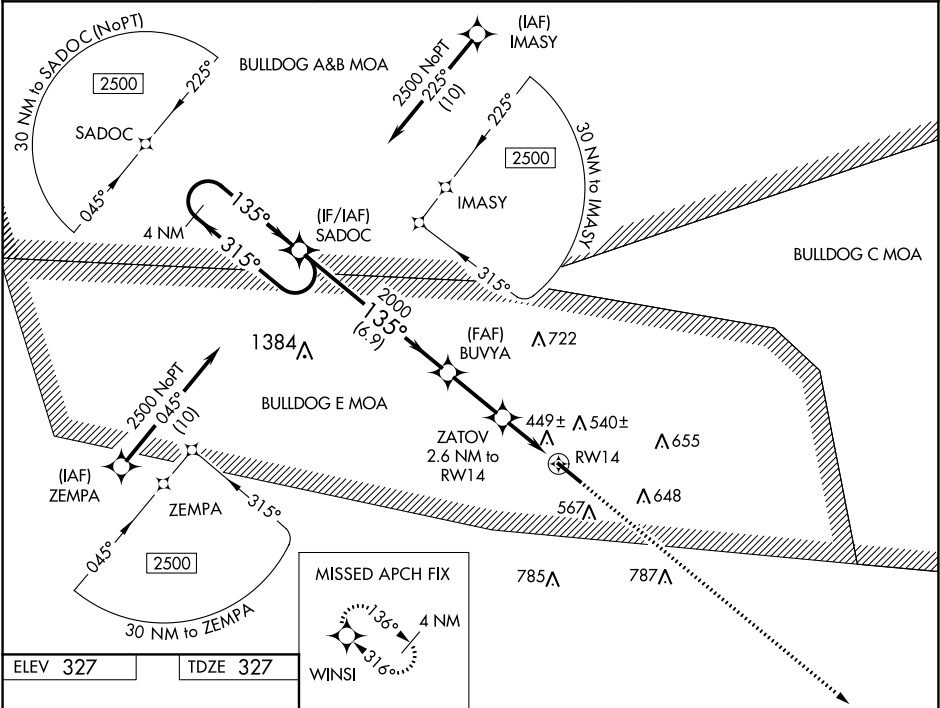 30 NM to SADOC (NoPT)
2500
225°
SADOC
045°
BULLDOG A&B MOA
(IAF)
IMASY
2500 NoPT
225°
(10)
225°
2500
IMASY
30 NM to IMASY
315°
4 NM
135°
315°
(IF/IAF)
SADOC
BULLDOG C MOA
2000
135°
(6.9)
1384
(FAF)
BUVYA
722
BULLDOG E MOA
2500 NoPT
045°
(10)
(IAF)
ZEMPA
ZATOV
2.6 NM to
RW14
449±
540±
655
RW14
567
648
ZEMPA
315°
045°
2500
30 NM to ZEMPA
785
787
MISSED APCH FIX
136°
4 NM
316°
WINSI
ELEV 327
TDZE 327